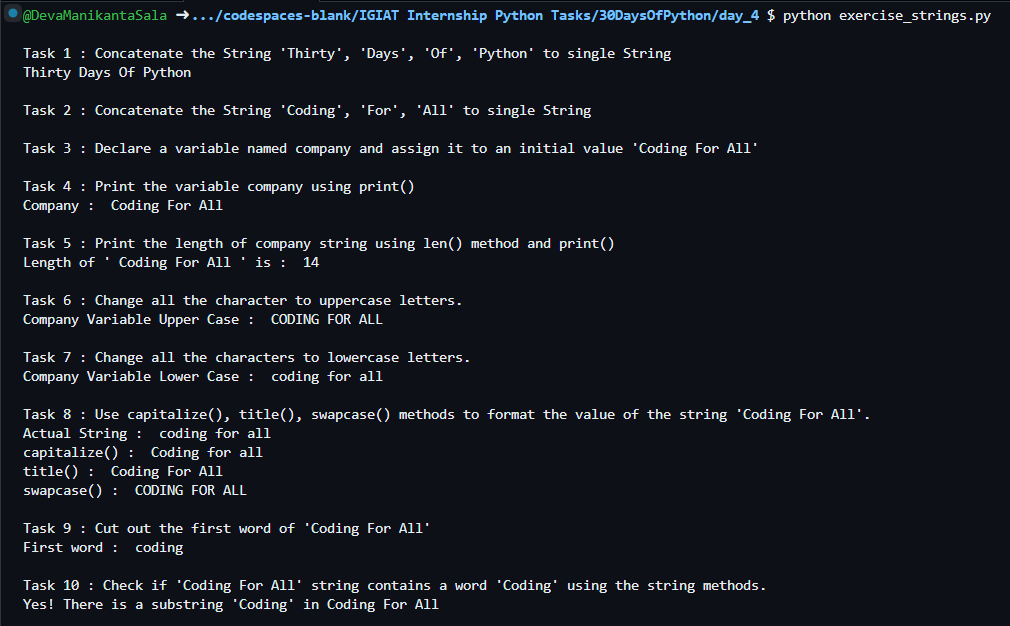 @DevaManikantaSala ➜.../codespaces-blank/IGIAT Internship Python Tasks/30DaysOfPython/day_4 $ python exercise_strings.py
Task 1 : Concatenate the String 'Thirty', 'Days', 'Of', 'Python' to single String
Thirty Days Of Python
Task 2 : Concatenate the String 'Coding', 'For', 'All' to single String
Task 3 : Declare a variable named company and assign it to an initial value 'Coding For All'
Task 4 : Print the variable company using print()
Company :  Coding For All
Task 5 : Print the length of company string using len() method and print()
Length of ' Coding For All ' is :  14
Task 6 : Change all the character to uppercase letters.
Company Variable Upper Case :  CODING FOR ALL
Task 7 : Change all the characters to lowercase letters.
Company Variable Lower Case :  coding for all
Task 8 : Use capitalize(), title(), swapcase() methods to format the value of the string 'Coding For All'.
Actual String :  coding for all
capitalize() :  Coding for all
title() :  Coding For All
swapcase() :  CODING FOR ALL
Task 9 : Cut out the first word of 'Coding For All'
First word :  coding
Task 10 : Check if 'Coding For All' string contains a word 'Coding' using the string methods.
Yes! There is a substring 'Coding' in Coding For All